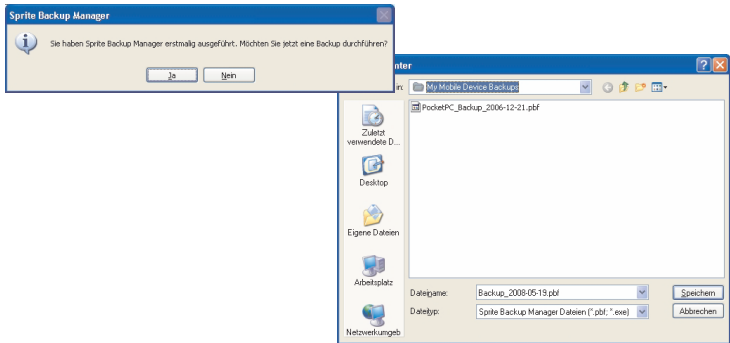 Sprite Backup Manager
Sie haben Sprite Backup Manager erstmalig ausgeführt. Möchten Sie jetzt eine Backup durchführen?
Ja
Nein
nter
in:
My Mobile Device Backups
PocketPC_Backup_2006-12-21.pbf
Zuletzt
verwendete D...
Desktop
Eigene Dateien
Arbeitsplatz
Netzwerkumgeb
Dateiname:
Backup_2008-05-19.pbf
Speichern
Dateityp:
Sprite Backup Manager Dateien (*.pbf; *.exe)
Abbrechen